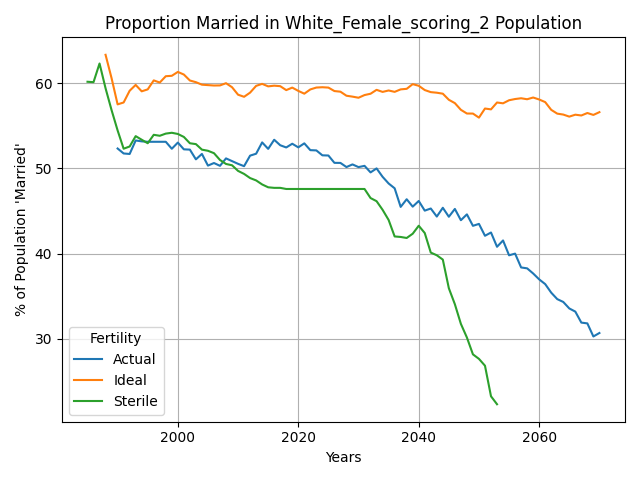 Proportion Married in White_Female_scoring_2 Population
% of Population 'Married'
60
50
40
30
Fertility
Actual
Ideal
Sterile
2000 2020 2040 2060
Years